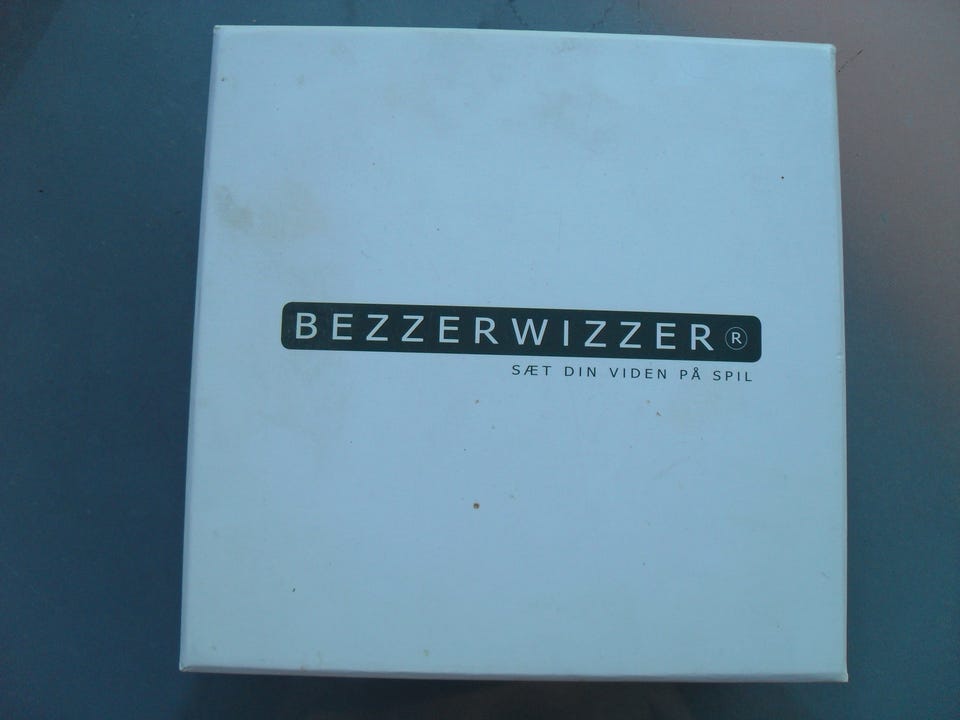 BEZZERWIZZER®
SÆT DIN VIDEN PÅ SPIL